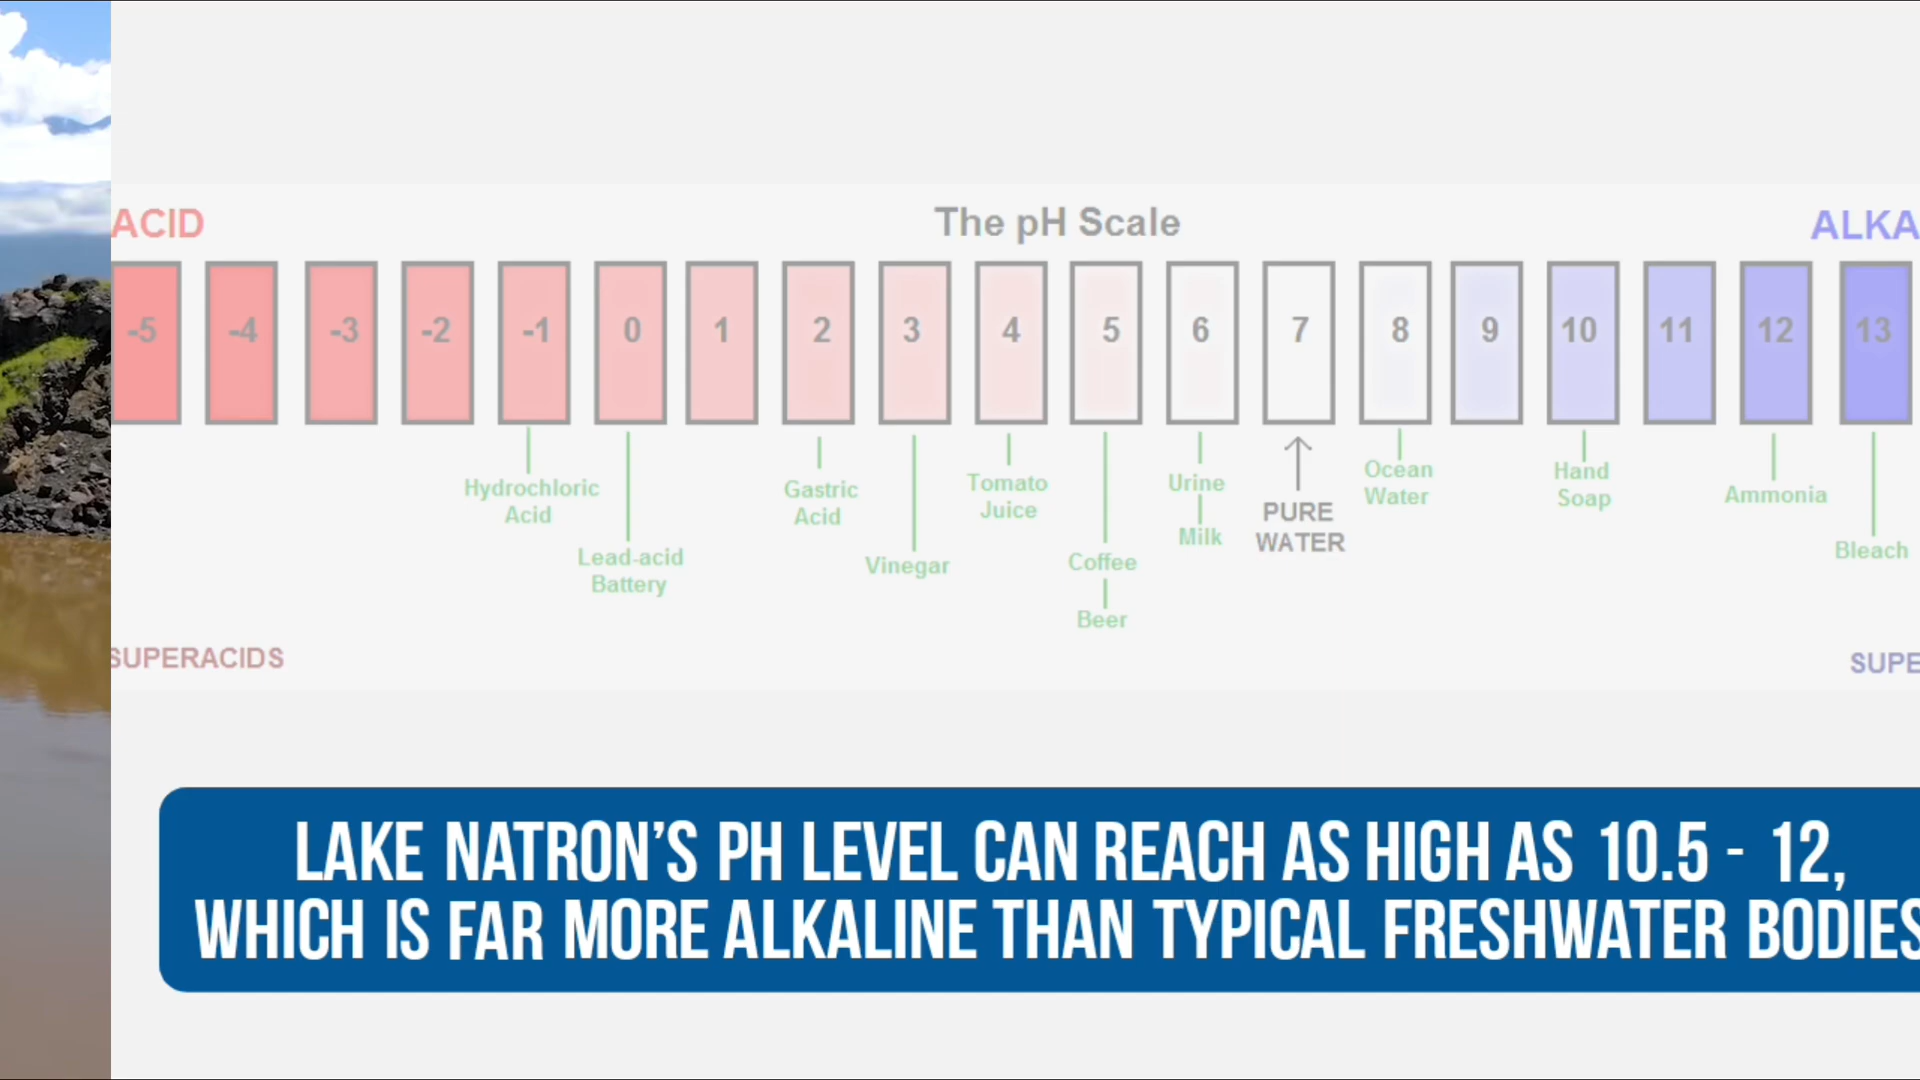 ACID
The pH Scale
ALKA
-5 -4 -3 -2 -1 0 1 2 3 4 5 6 7 8 9 10 11 12 13
Hydrochloric
Acid
Lead-acid
Battery
Gastric
Acid
Vinegar
Tomato
Juice
Coffee
Beer
Urine
Milk
PURE
WATER
Ocean
Water
Hand
Soap
Ammonia
Bleach
SUPERACIDS
SUPE
LAKE NATRON'S PH LEVEL CAN REACH AS HIGH AS 10.5 - 12,
WHICH IS FAR MORE ALKALINE THAN TYPICAL FRESHWATER BODIES